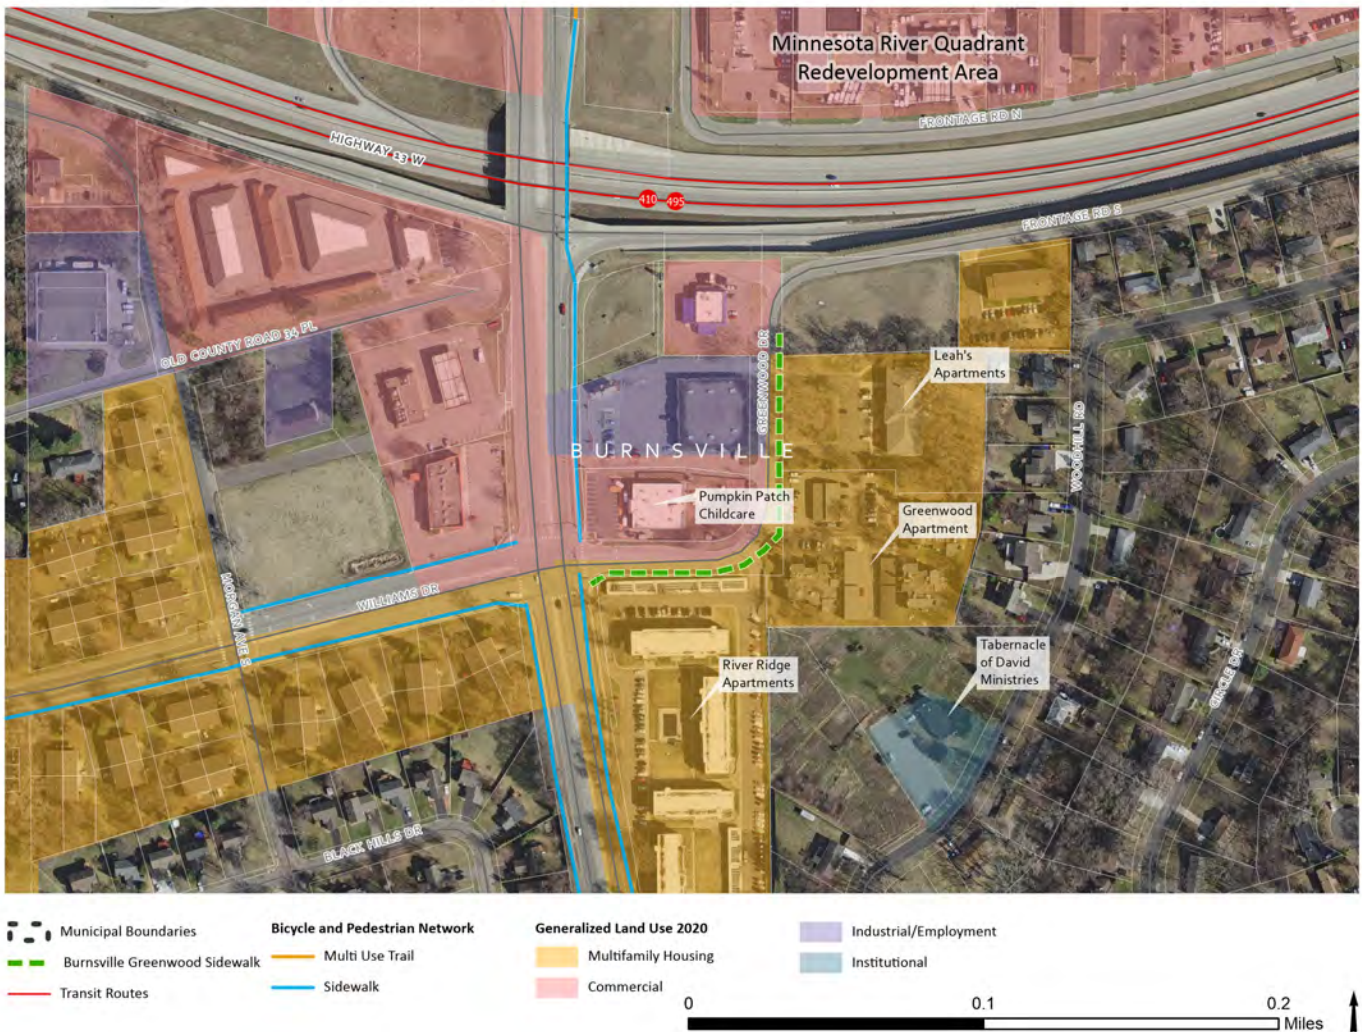 Minnesota River Quadrant
Redevelopment Area
FRONTAGE RD N
HIGHWAY 13 W
410
495
FRONTAGE RD S
OLD COUNTY ROAD 34 PL
GREENWOOD DR
Leah's
Apartments
WOODHILL RD
BURNSVILLE
Pumpkin Patch
Childcare
Greenwood
Apartment
WILLIAMS DR
MORGAN AVE S
River Ridge
Apartments
Tabernacle
of David
Ministries
CIRCLE DR
BLACK HILLS DR
Municipal Boundaries
Burnsville Greenwood Sidewalk
Transit Routes
Bicycle and Pedestrian Network
Multi Use Trail
Sidewalk
Generalized Land Use 2020
Multifamily Housing
Commercial
Industrial/Employment
Institutional
0 0.1 0.2
Miles